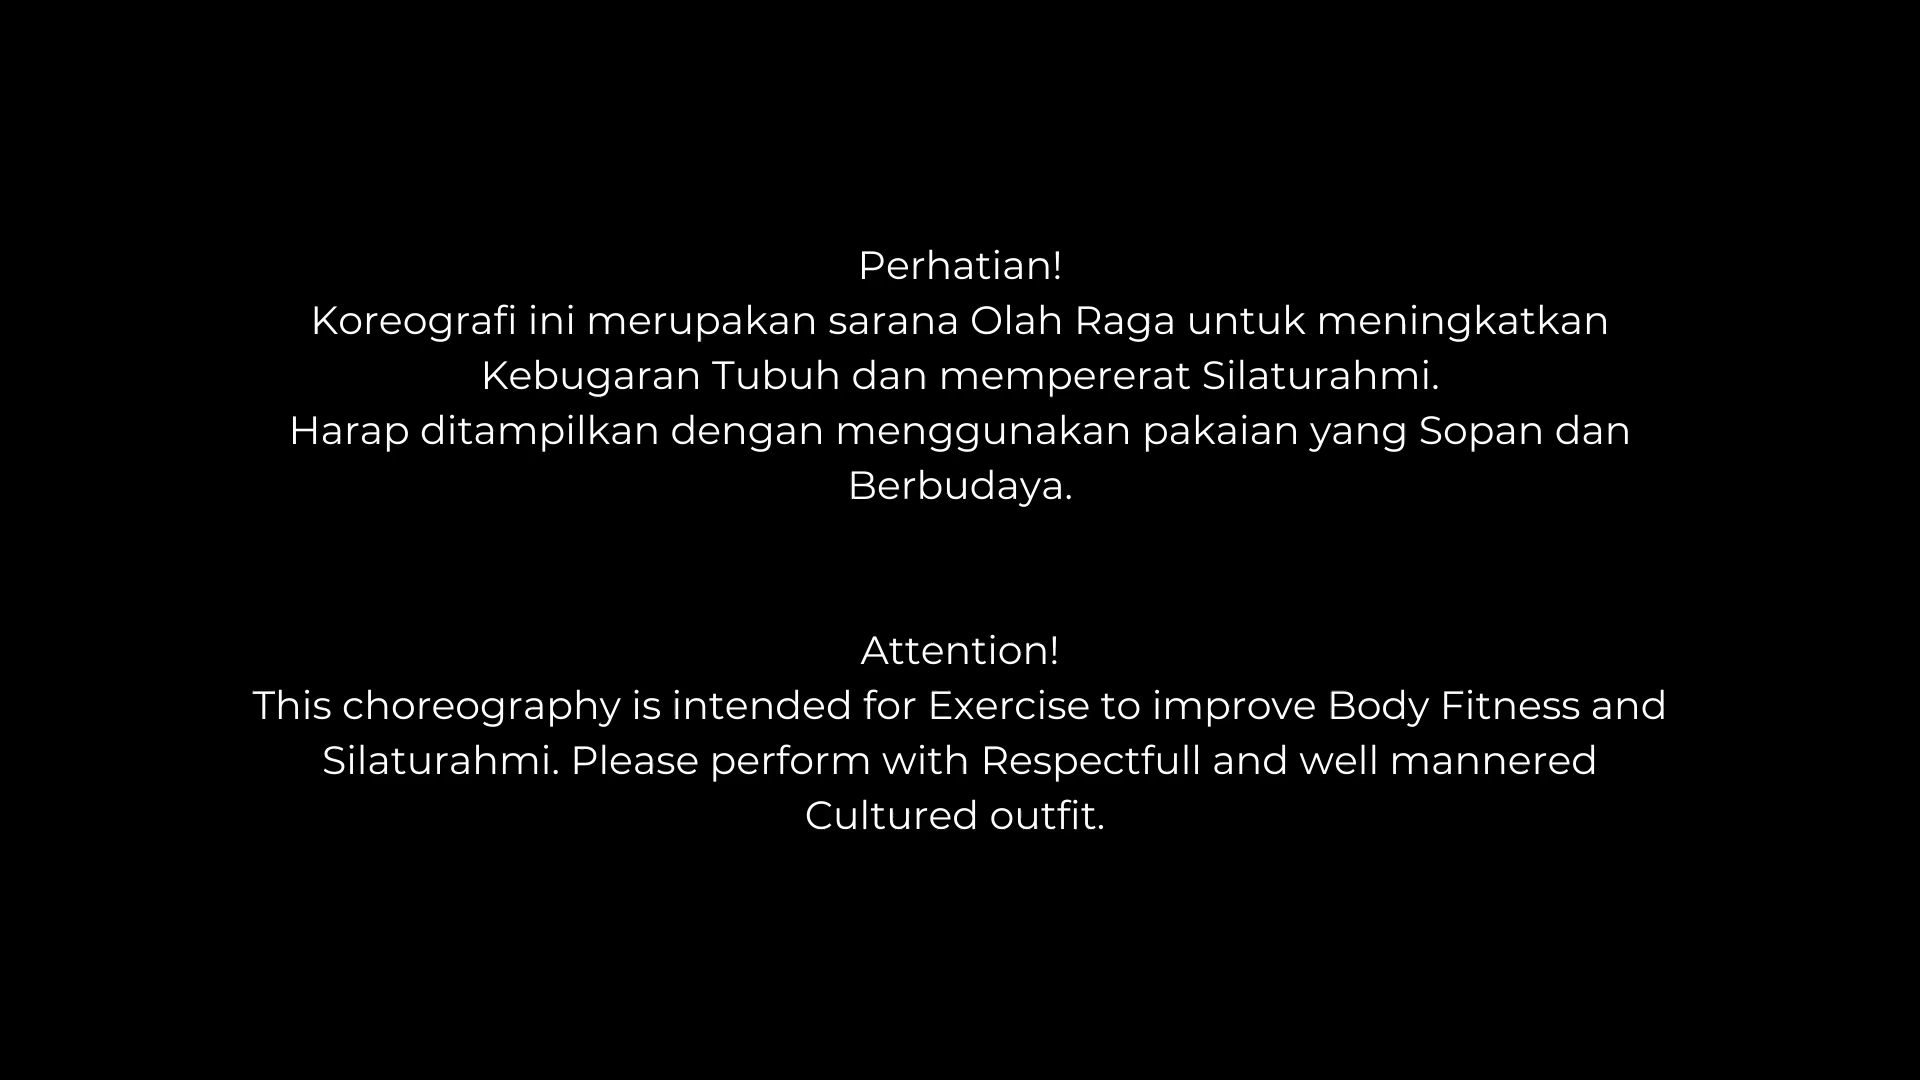 Perhatian!
Koreografi ini merupakan sarana Olah Raga untuk meningkatkan
Kebugaran Tubuh dan mempererat Silaturahmi.
Harap ditampilkan dengan menggunakan pakaian yang Sopan dan
Berbudaya.
Attention!
This choreography is intended for Exercise to improve Body Fitness and
Silaturahmi. Please perform with Respectfull and well mannered
Cultured outfit.